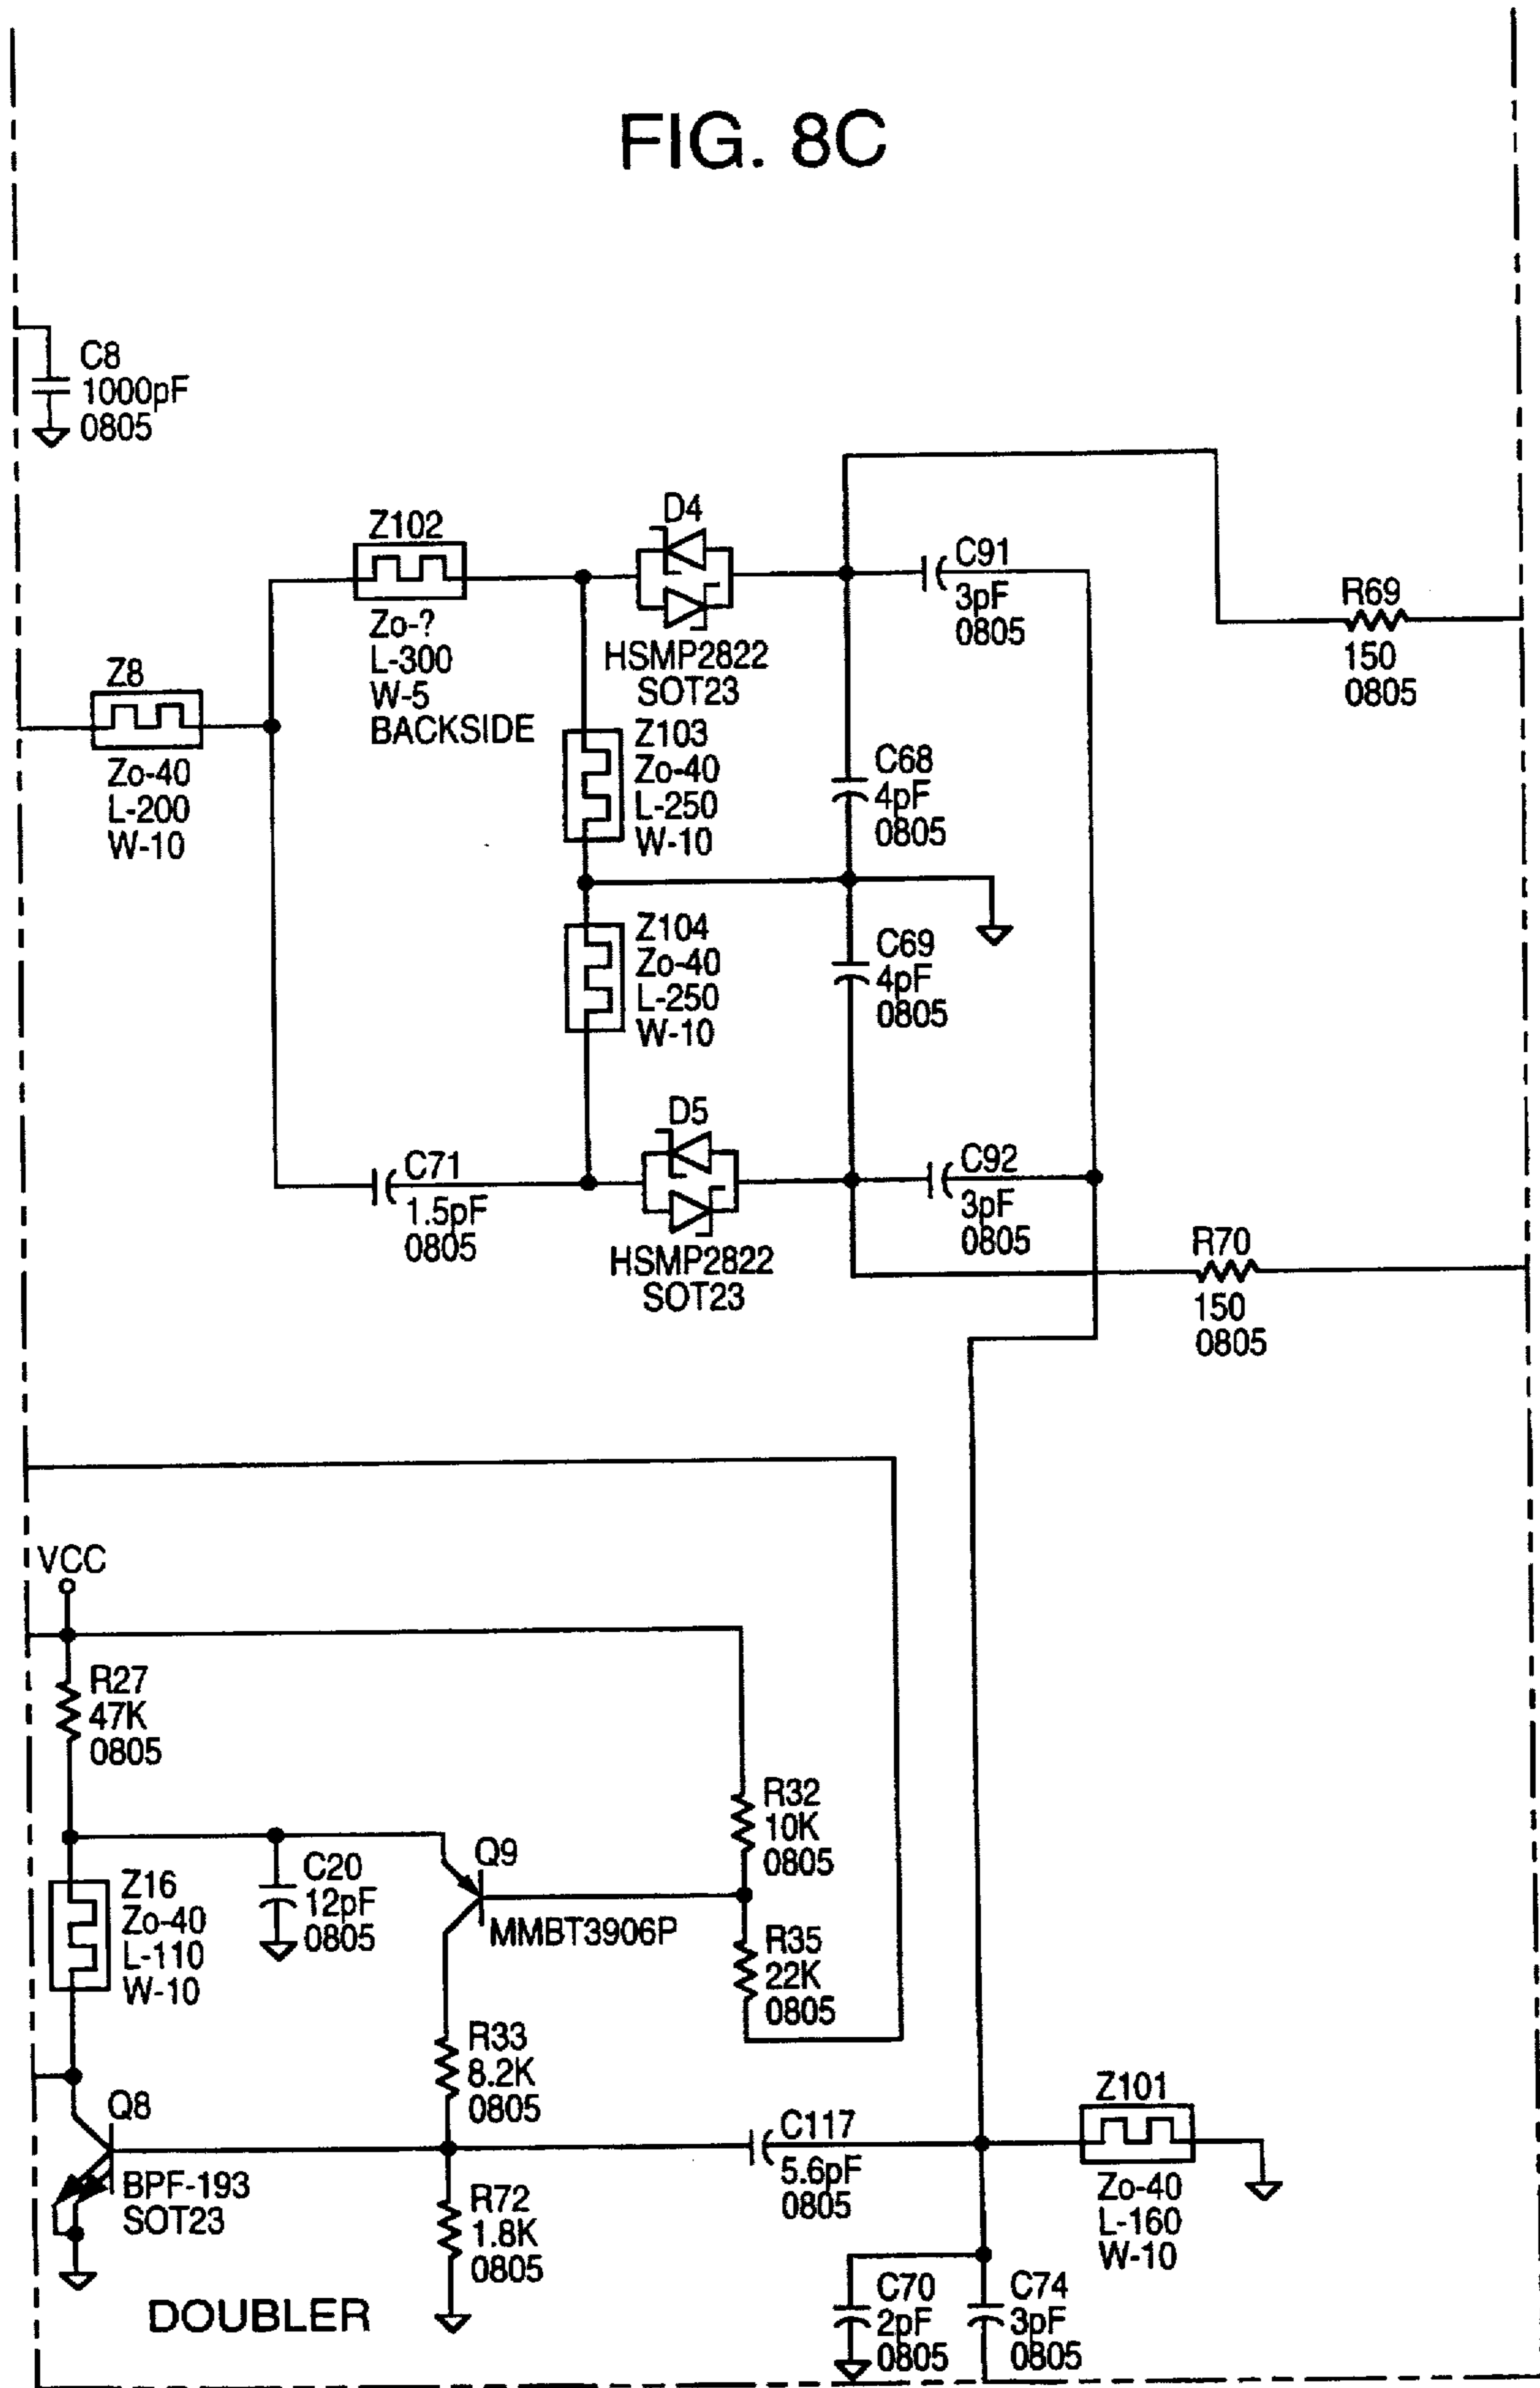 FIG. 8C
C8
1000pF
0805
Z102
Zo-?
L-300
W-5
BACKSIDE
D4
HSMP2822
SOT23
C91
3pF
0805
R69
150
0805
Z8
Zo-40
L-200
W-10
Z103
Zo-40
L-250
W-10
C68
4pF
0805
Z104
Zo-40
L-250
W-10
C69
4pF
0805
C71
1.5pF
0805
D5
HSMP2822
SOT23
C92
3pF
0805
R70
150
0805
VCC
R27
47K
0805
R32
10K
0805
Z16
Zo-40
L-110
W-10
C20
12pF
0805
Q9
MMBT3906P
R35
22K
0805
R33
8.2K
0805
Q8
BPF-193
SOT23
R72
1.8K
0805
C117
5.6pF
0805
Z101
Zo-40
L-160
W-10
C70
2pF
0805
C74
3pF
0805
DOUBLER